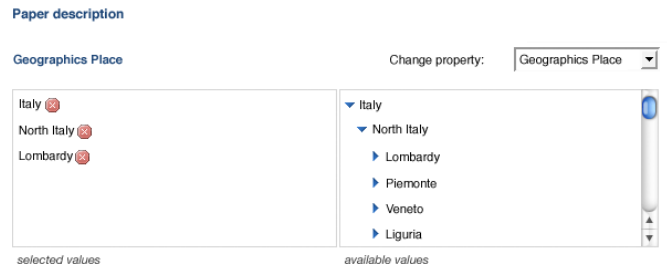 Paper description
Geographics Place
Change property: Geographics Place
Italy
North Italy
Lombardy
Italy
North Italy
Lombardy
Piemonte
Veneto
Liguria
selected values
available values